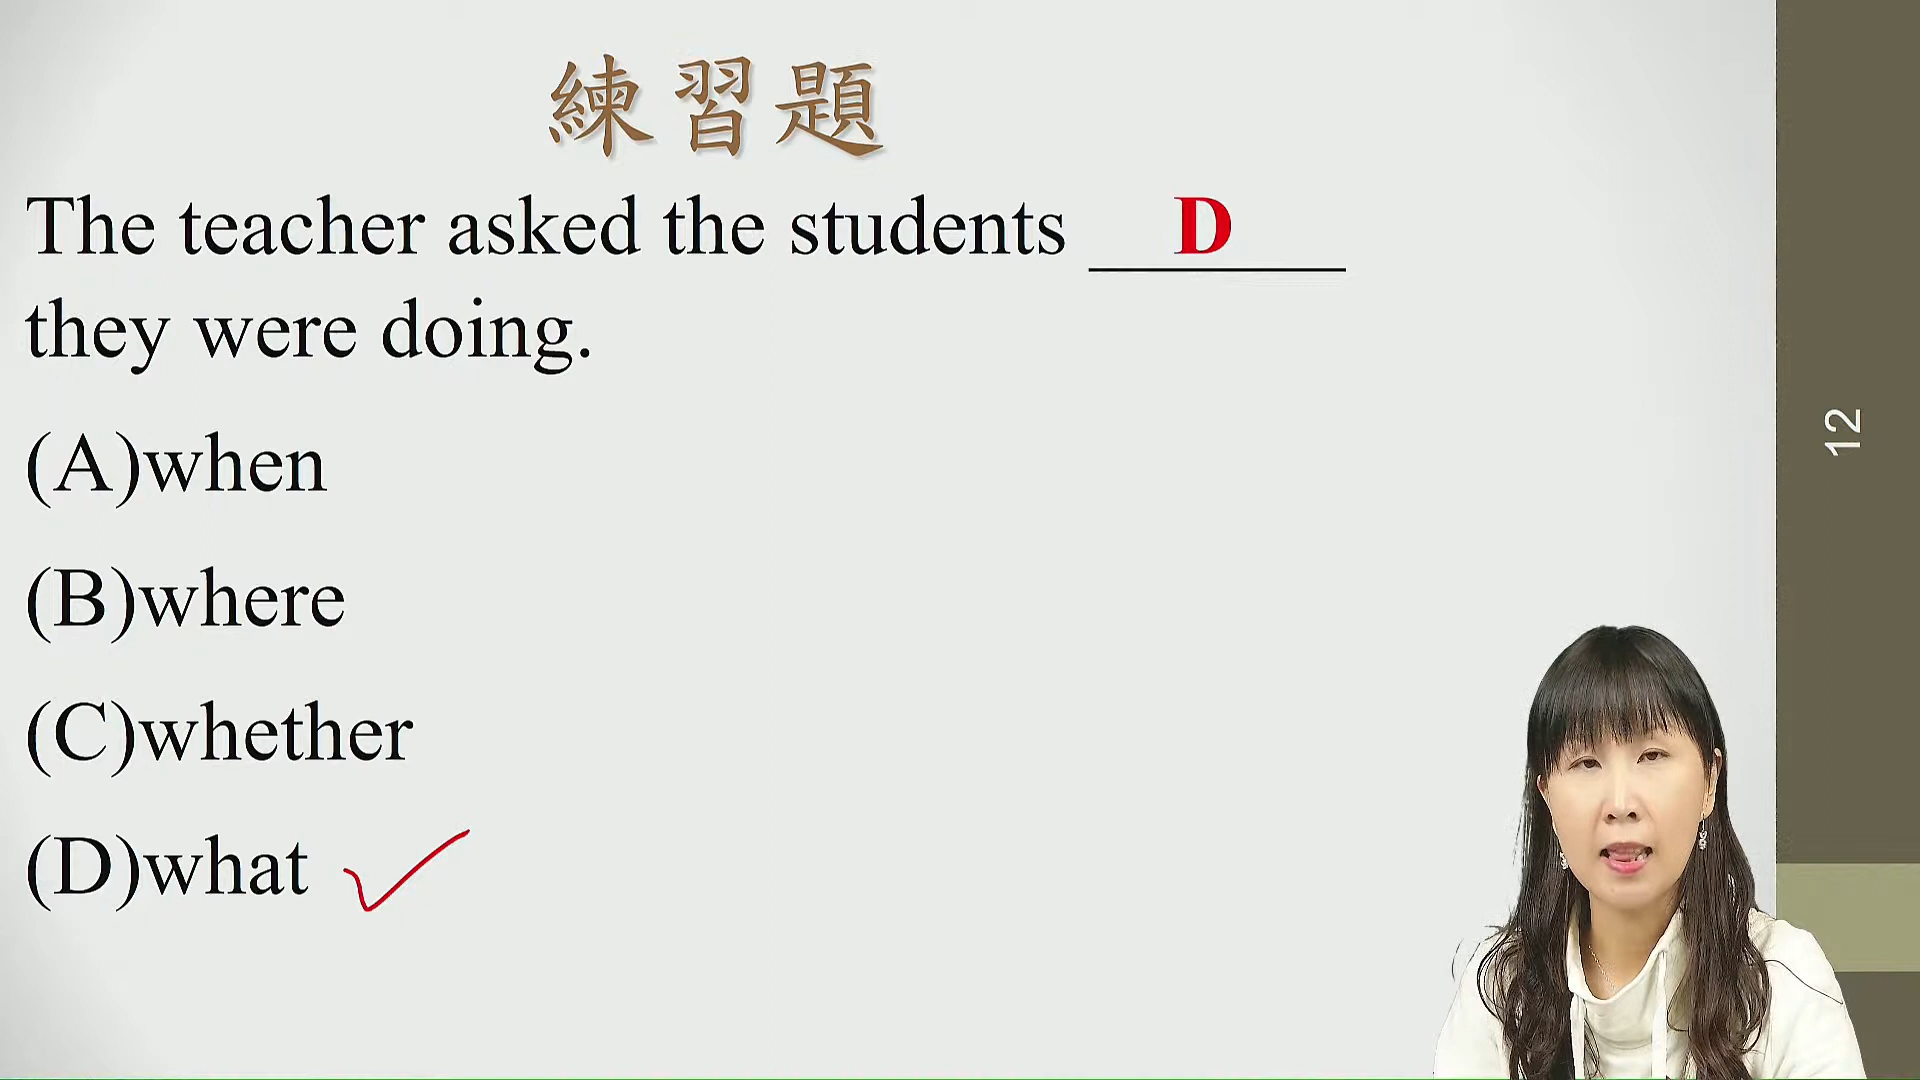 練習題
The teacher asked the students D
they were doing.
(A)when
(B)where
(C)whether
(D)what
12